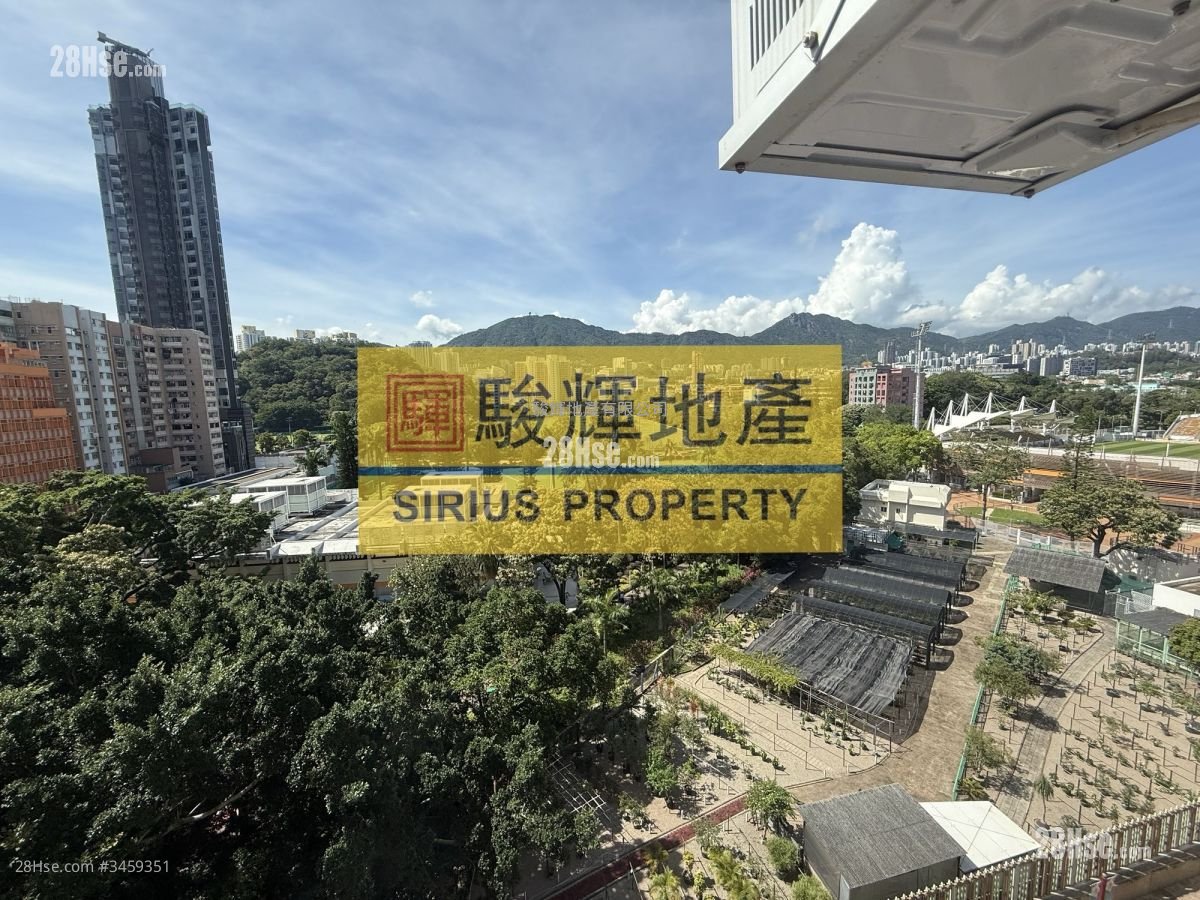 28Hse.com
駿輝地產
28Hse.com
SIRIUS PROPERTY
28Hse.com
28Hse.com #3459351